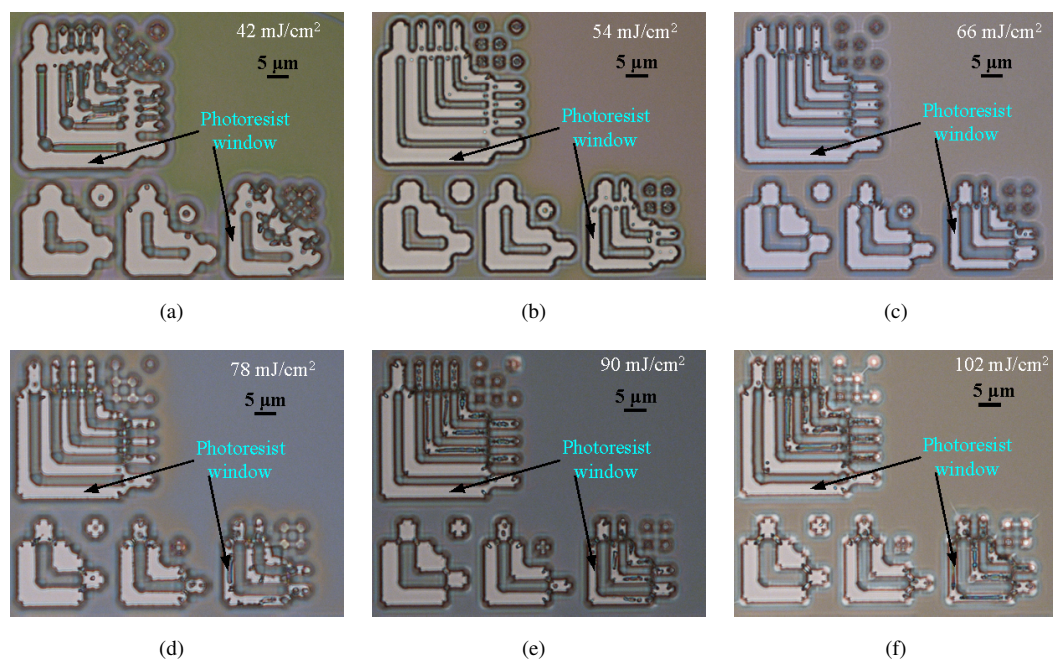 42 mJ/cm²
5 µm
Photoresist
window
(a)
54 mJ/cm²
5 µm
Photoresist
window
(b)
66 mJ/cm²
5 µm
Photoresist
window
(c)
78 mJ/cm²
5 µm
Photoresist
window
(d)
90 mJ/cm²
5 µm
Photoresist
window
(e)
102 mJ/cm²
5 µm
Photoresist
window
(f)